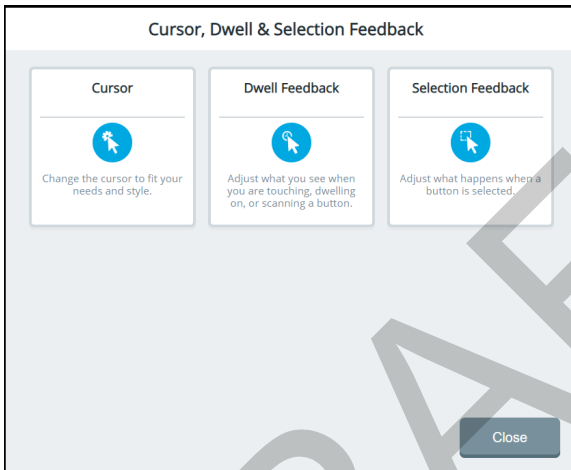 Cursor, Dwell & Selection Feedback
Cursor
Change the cursor to fit your
needs and style.
Dwell Feedback
Adjust what you see when
you are touching, dwelling
on, or scanning a button.
Selection Feedback
Adjust what happens when a
button is selected.
Close